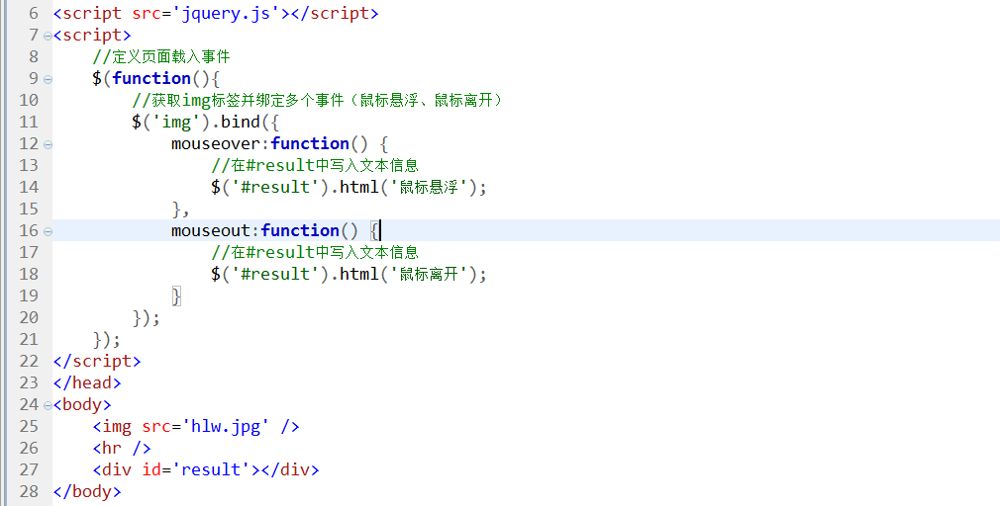 6 <script src='jquery.js'></script>
7 <script>
8     //定义页面载入事件
9     $(function(){
10         //获取img标签并绑定多个事件（鼠标悬浮、鼠标离开）
11         $('img').bind({
12             mouseover:function() {
13                 //在#result中写入文本信息
14                 $('#result').html('鼠标悬浮');
15             },
16             mouseout:function() {
17                 //在#result中写入文本信息
18                 $('#result').html('鼠标离开');
19             }
20         });
21     });
22 </script>
23 </head>
24 <body>
25     <img src='hlw.jpg' />
26     <hr />
27     <div id='result'></div>
28 </body>